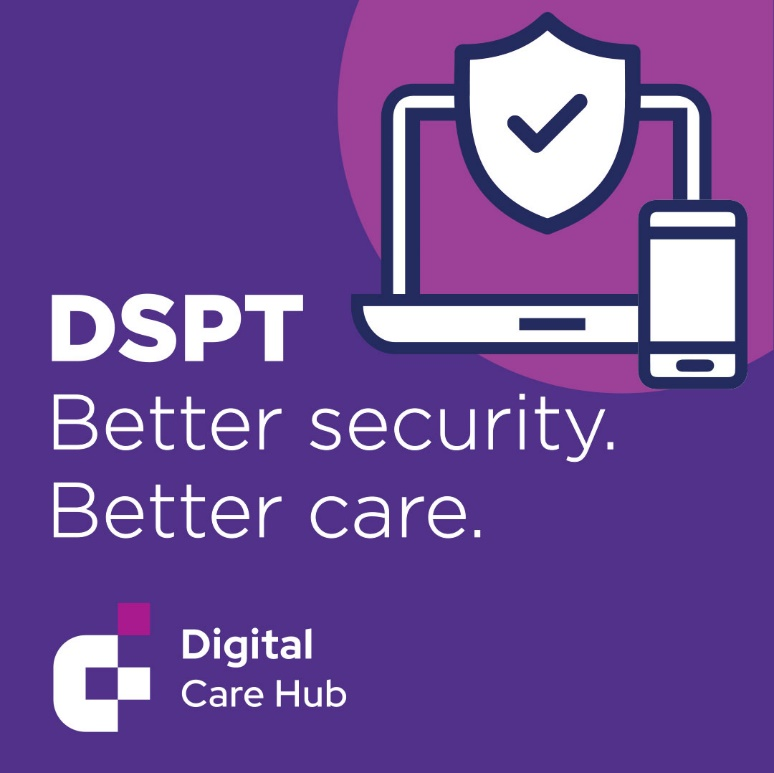 DSPT
Better security.
Better care.
Digital
Care Hub